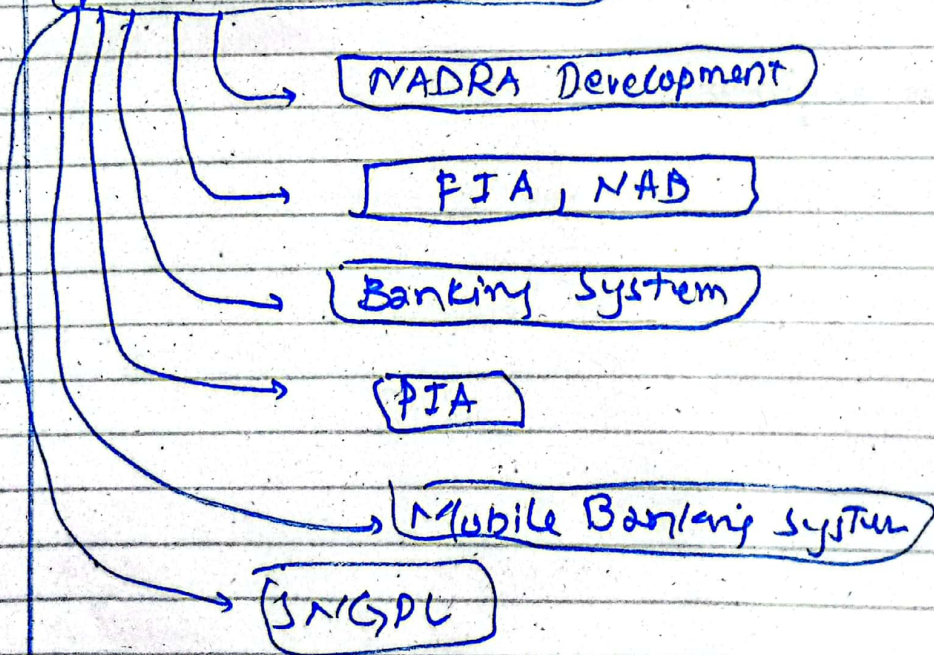 NADRA Development
FIA, NAB
Banking System
PIA
Mobile Banking system
SNGPL